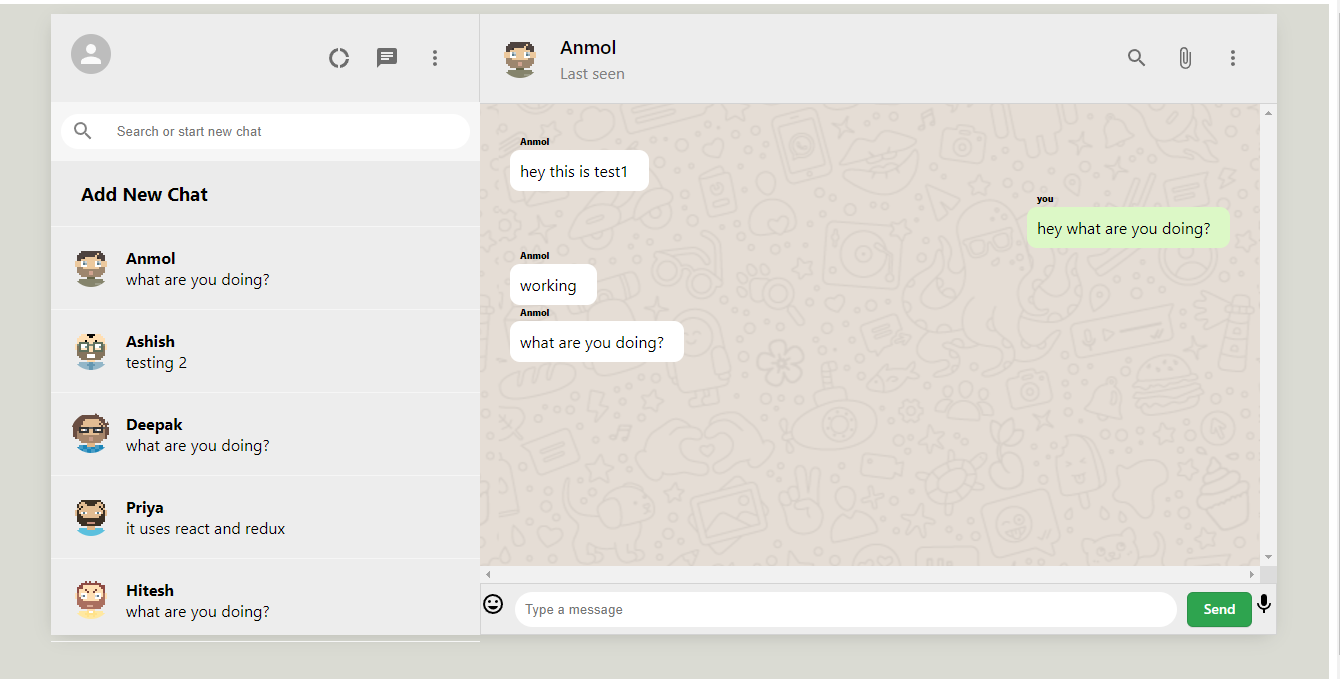 Search or start new chat
Add New Chat
Anmol
what are you doing?
Ashish
testing 2
Deepak
what are you doing?
Priya
it uses react and redux
Hitesh
what are you doing?
Anmol
Last seen
Anmol
hey this is test1
you
hey what are you doing?
Anmol
working
Anmol
what are you doing?
Type a message
Send